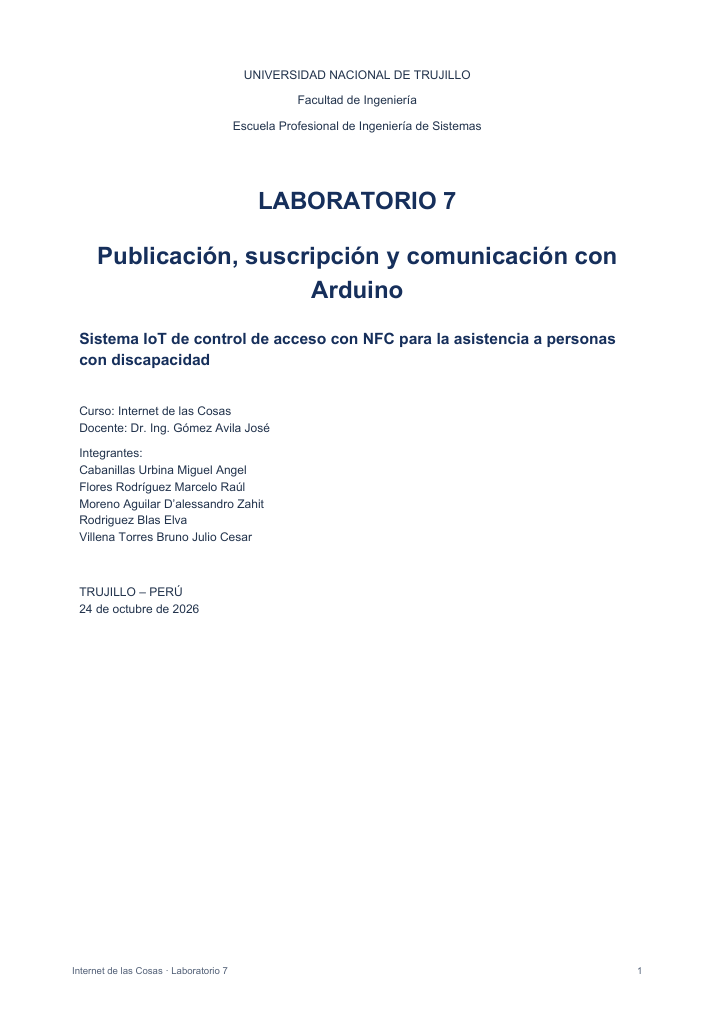 UNIVERSIDAD NACIONAL DE TRUJILLO
Facultad de Ingeniería
Escuela Profesional de Ingeniería de Sistemas
LABORATORIO 7
Publicación, suscripción y comunicación con
Arduino
Sistema IoT de control de acceso con NFC para la asistencia a personas
con discapacidad
Curso: Internet de las Cosas
Docente: Dr. Ing. Gómez Avila José
Integrantes:
Cabanillas Urbina Miguel Angel
Flores Rodríguez Marcelo Raúl
Moreno Aguilar D’alessandro Zahit
Rodriguez Blas Elva
Villena Torres Bruno Julio Cesar
TRUJILLO – PERÚ
24 de octubre de 2026
Internet de las Cosas · Laboratorio 7 1